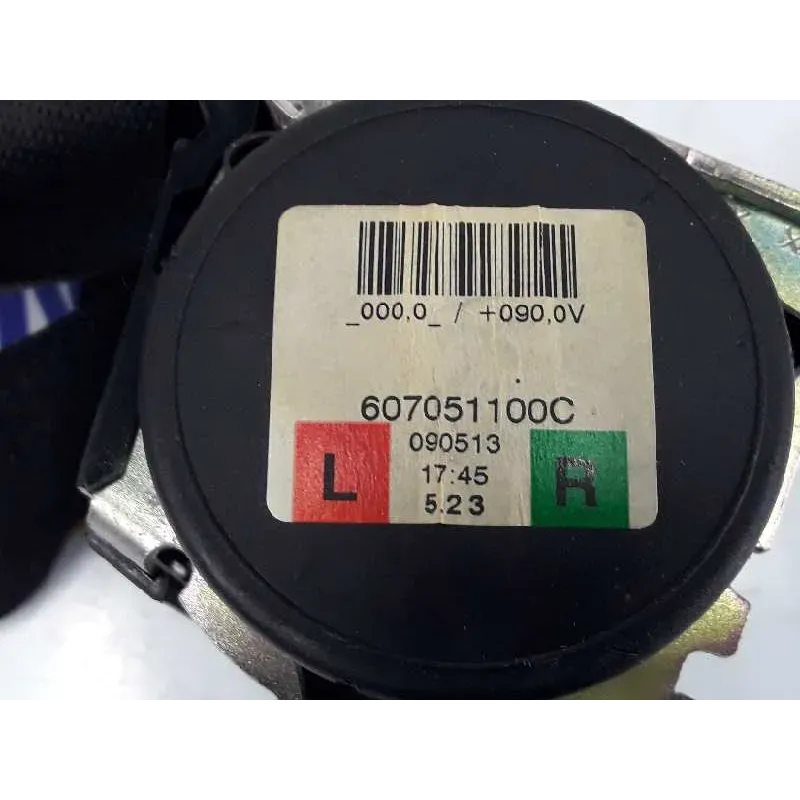 _000,0_ / +090,0V
607051100C
090513
17:45
5.23
L
R